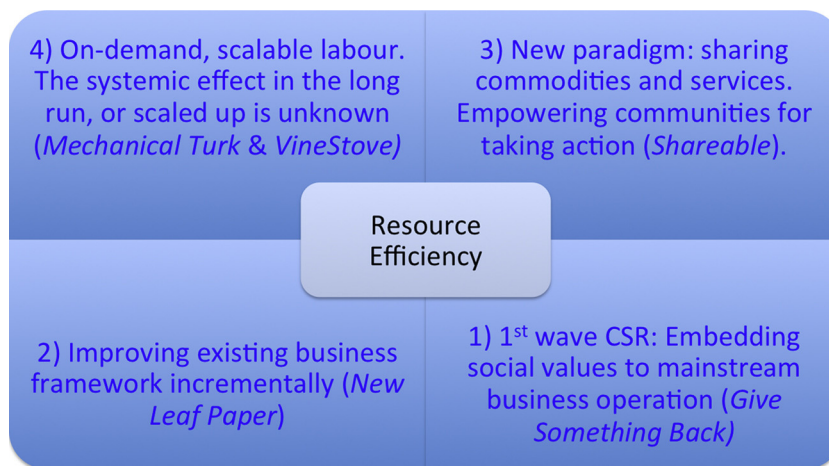 4) On-demand, scalable labour.
The systemic effect in the long
run, or scaled up is unknown
(Mechanical Turk & VineStove)
3) New paradigm: sharing
commodities and services.
Empowering communities for
taking action (Shareable).
Resource
Efficiency
2) Improving existing business
framework incrementally (New
Leaf Paper)
1) 1st wave CSR: Embedding
social values to mainstream
business operation (Give
Something Back)